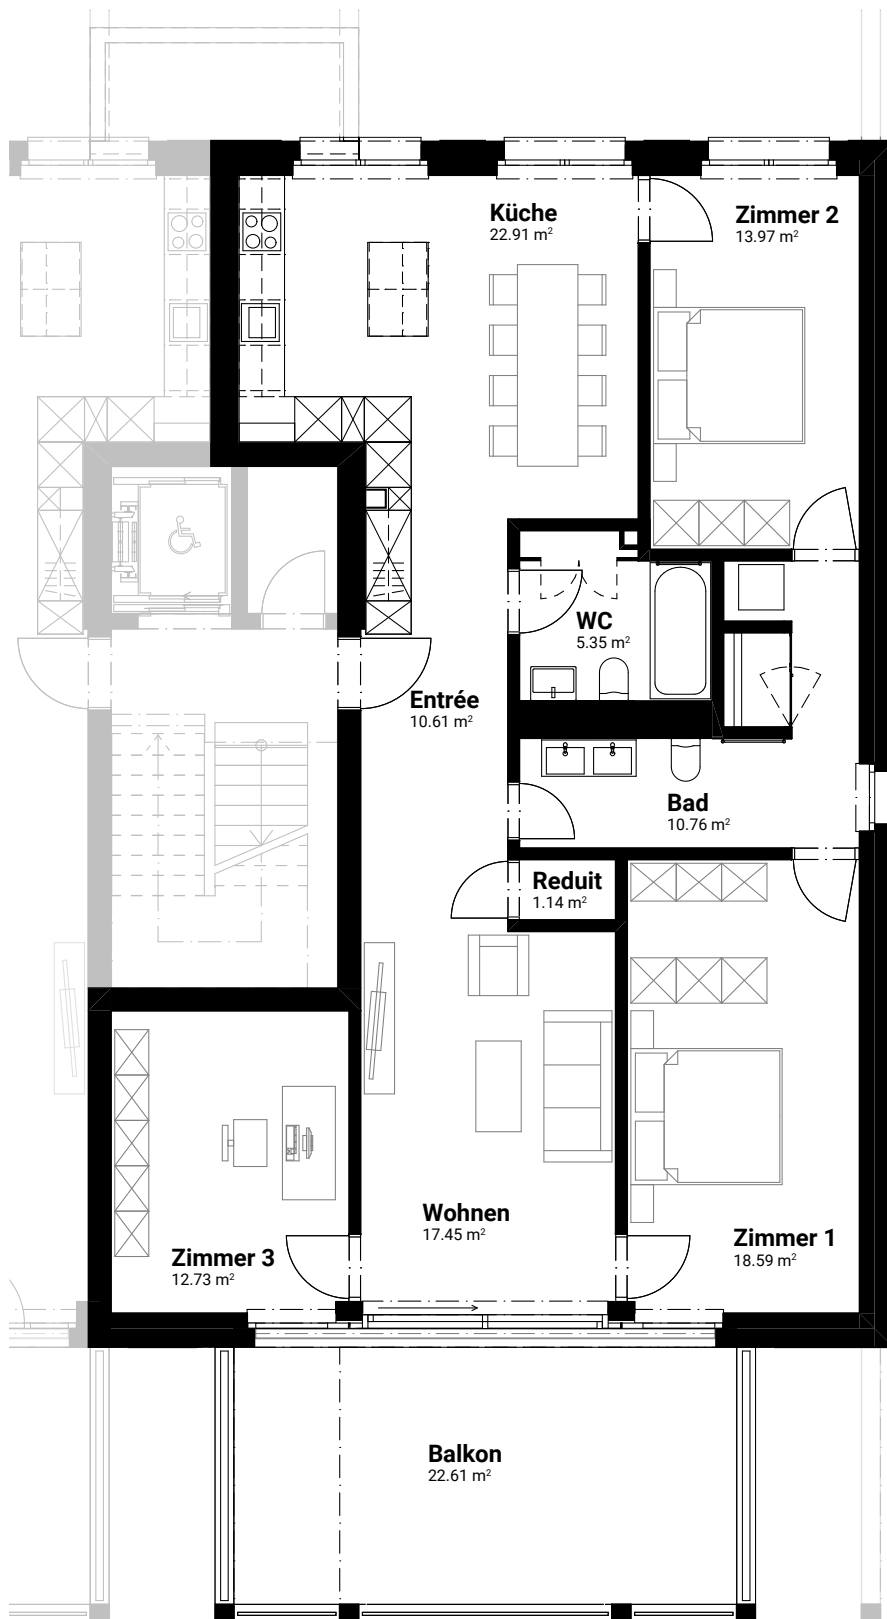 Küche
22.91 m²
Zimmer 2
13.97 m²
WC
5.35 m²
Entrée
10.61 m²
Bad
10.76 m²
Reduit
1.14 m²
Wohnen
17.45 m²
Zimmer 1
18.59 m²
Zimmer 3
12.73 m²
Balkon
22.61 m²